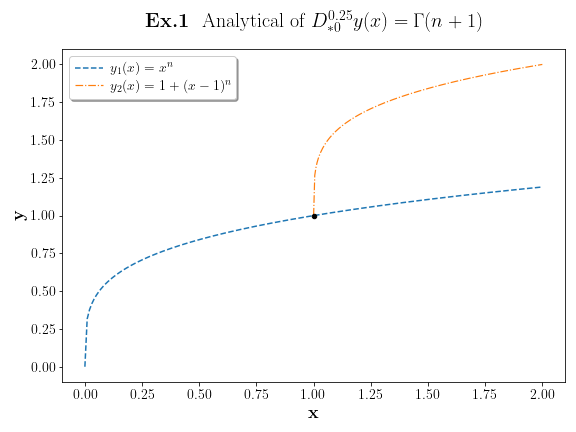 Ex.1 Analytical of $D_{*0}^{0.25}y(x) = \Gamma(n+1)$
$y_1(x) = x^n$
$y_2(x) = 1 + (x-1)^n$
y
2.00
1.75
1.50
1.25
1.00
0.75
0.50
0.25
0.00
0.00 0.25 0.50 0.75 1.00 1.25 1.50 1.75 2.00
x